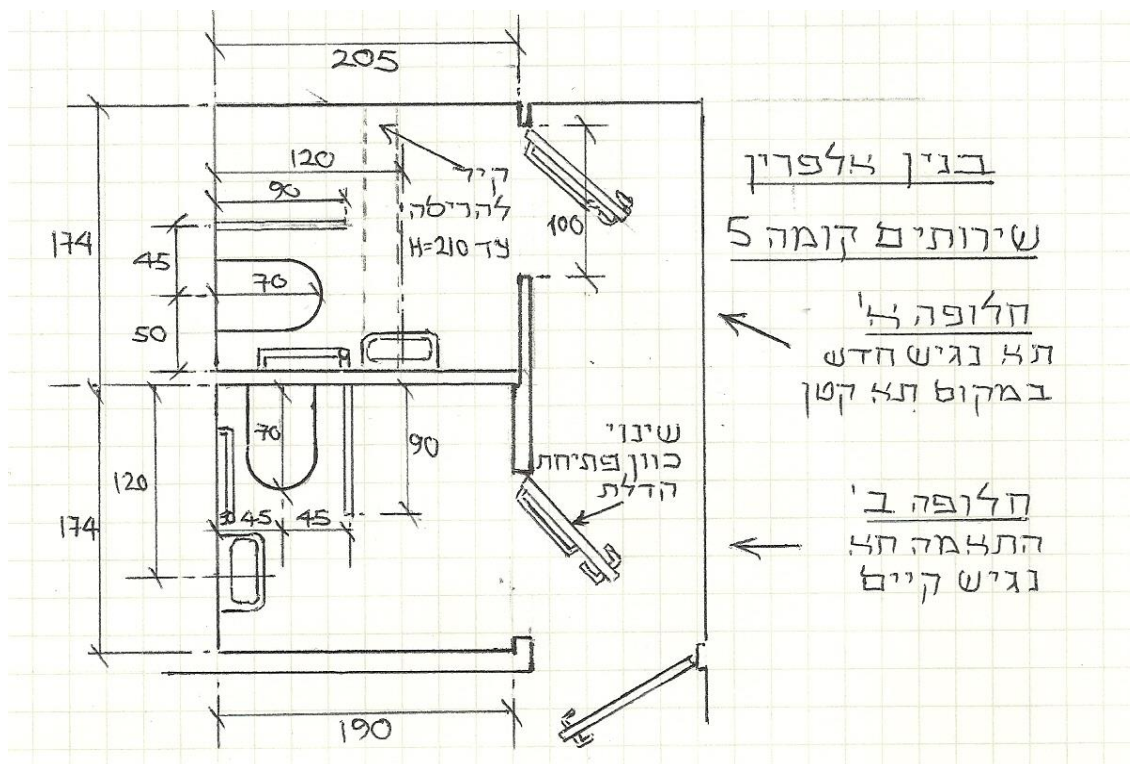 205
בנין אלפרין
שירותים קומה 5
חלופה א'
תא נגיש חדש
במקום תא קטן
קיר
להריסה
עד H=210
120
90
100
174
45
70
50
שינוי
כוון פתיחת
הדלת
70
90
120
45
45
174
חלופה ב'
התאמה תא
נגיש קיים
190